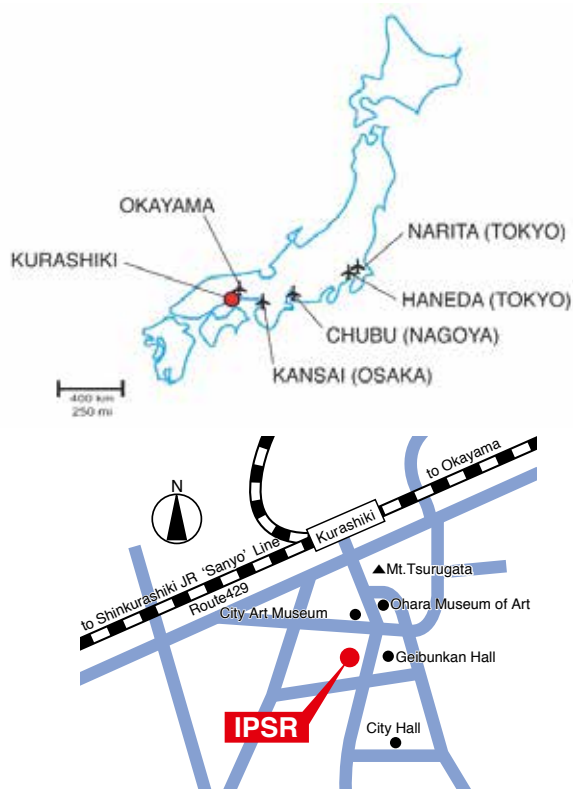 OKAYAMA
KURASHIKI
NARITA (TOKYO)
HANEDA (TOKYO)
CHUBU (NAGOYA)
KANSAI (OSAKA)
400 km
250 mi
N
to Okayama
Kurashiki
to Shinkurashiki JR ‘Sanyo’ Line
Route429
Mt.Tsurugata
City Art Museum
Ohara Museum of Art
Geibunkan Hall
IPSR
City Hall